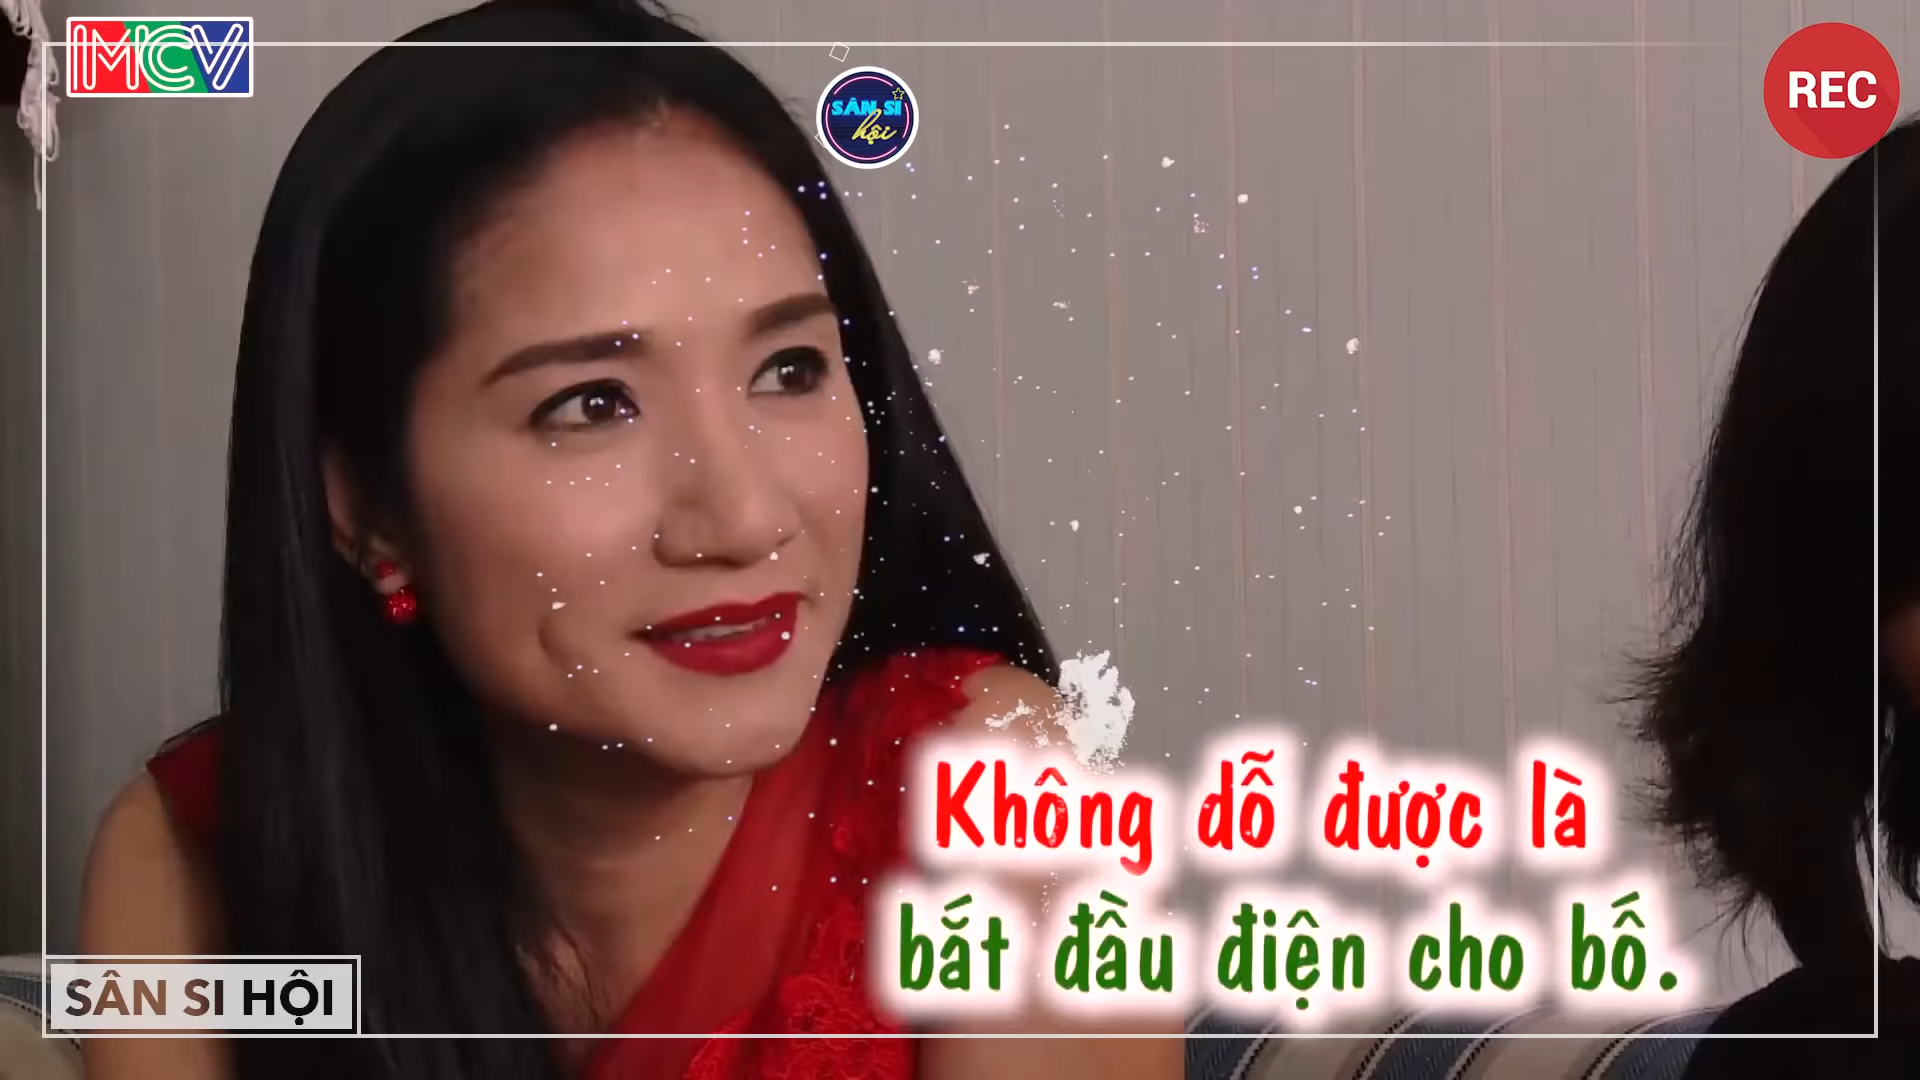 MCV
SÂN SI
hội
REC
Không dỗ được là
bắt đầu điện cho bố.
SÂN SI HỘI